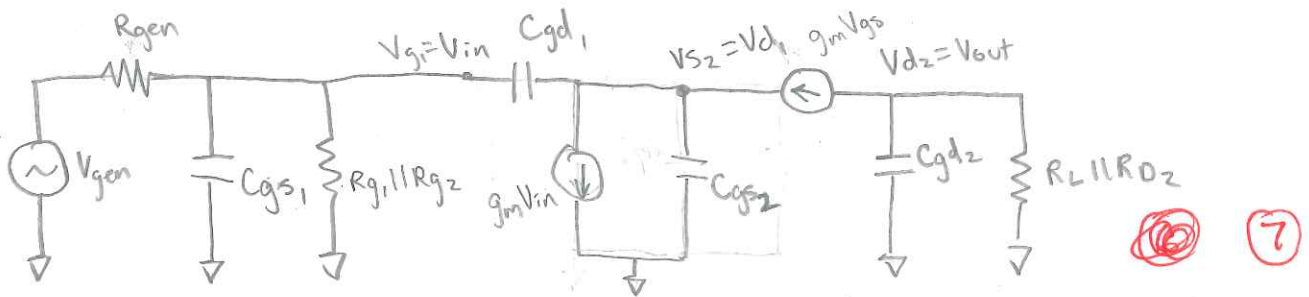 Rgen
Vg₁=Vin
Cgd₁
Vs₂=Vd₁
gmVgs
Vd₂=Vout
Vgen
Cgs₁
Rg₁||Rg₂
gmVin
Cgs₂
Cgd₂
RL||RD₂
7